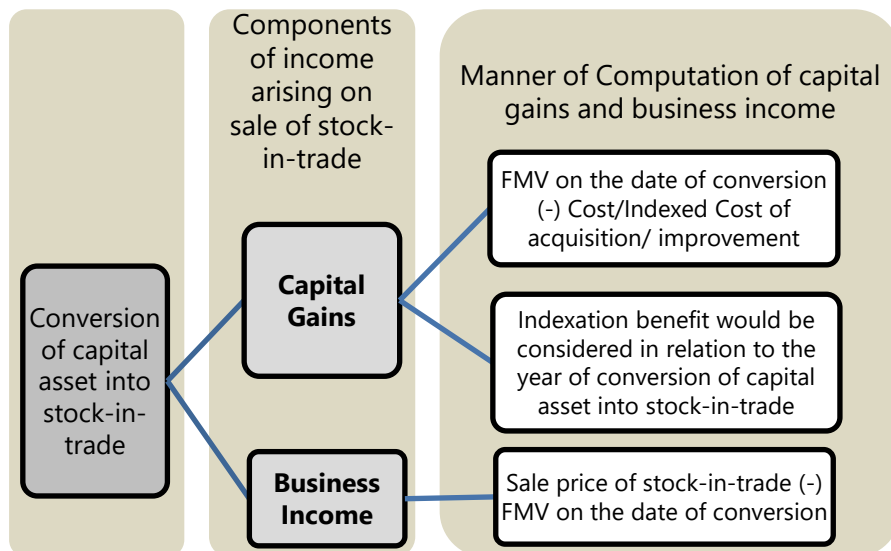 Components
of income
arising on
sale of stock-
in-trade
Manner of Computation of capital
gains and business income
Conversion
of capital
asset into
stock-in-
trade
Capital
Gains
FMV on the date of conversion
(-) Cost/Indexed Cost of
acquisition/ improvement
Indexation benefit would be
considered in relation to the
year of conversion of capital
asset into stock-in-trade
Business
Income
Sale price of stock-in-trade (-)
FMV on the date of conversion